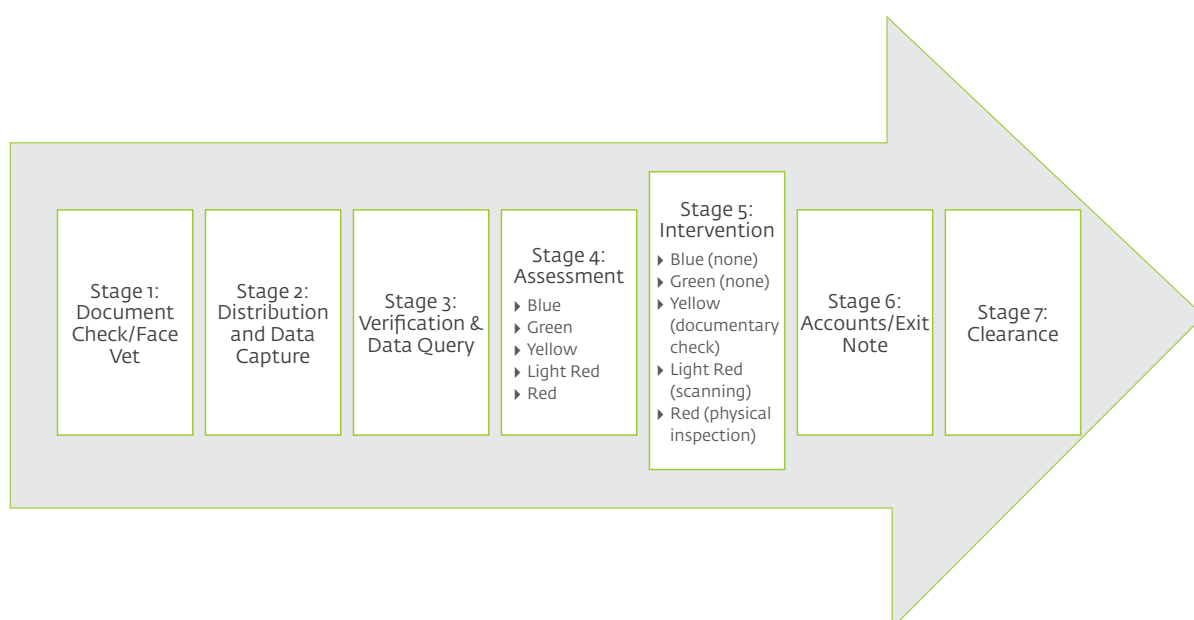 Stage 1:
Document
Check/Face
Vet
Stage 2:
Distribution
and Data
Capture
Stage 3:
Verification &
Data Query
Stage 4:
Assessment
Blue
Green
Yellow
Light Red
Red
Stage 5:
Intervention
Blue (none)
Green (none)
Yellow
(documentary
check)
Light Red
(scanning)
Red (physical
inspection)
Stage 6:
Accounts/Exit
Note
Stage 7:
Clearance